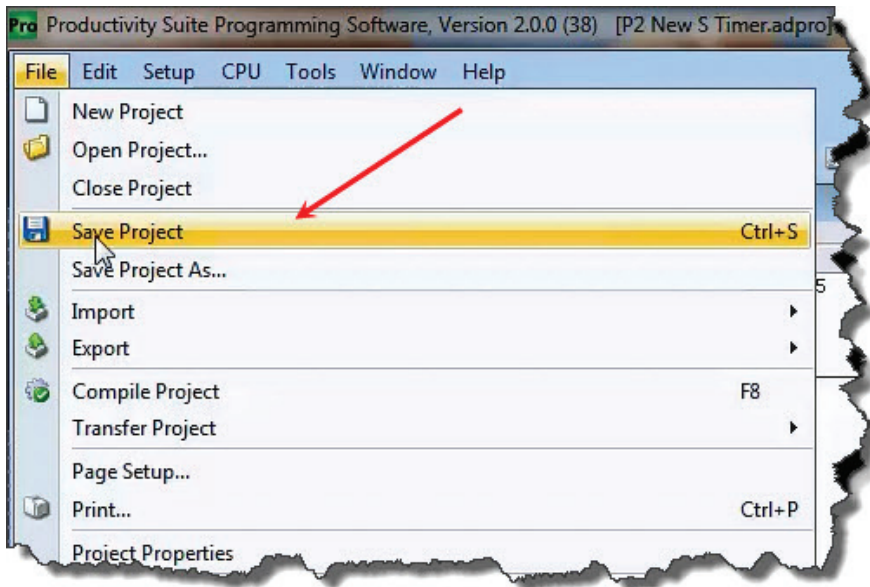 Pro Productivity Suite Programming Software, Version 2.0.0 (38) [P2 New S Timer.adpro]
File Edit Setup CPU Tools Window Help
New Project
Open Project...
Close Project
Save Project Ctrl+S
Save Project As...
5
Import
Export
Compile Project F8
Transfer Project
Page Setup...
Print... Ctrl+P
Project Properties